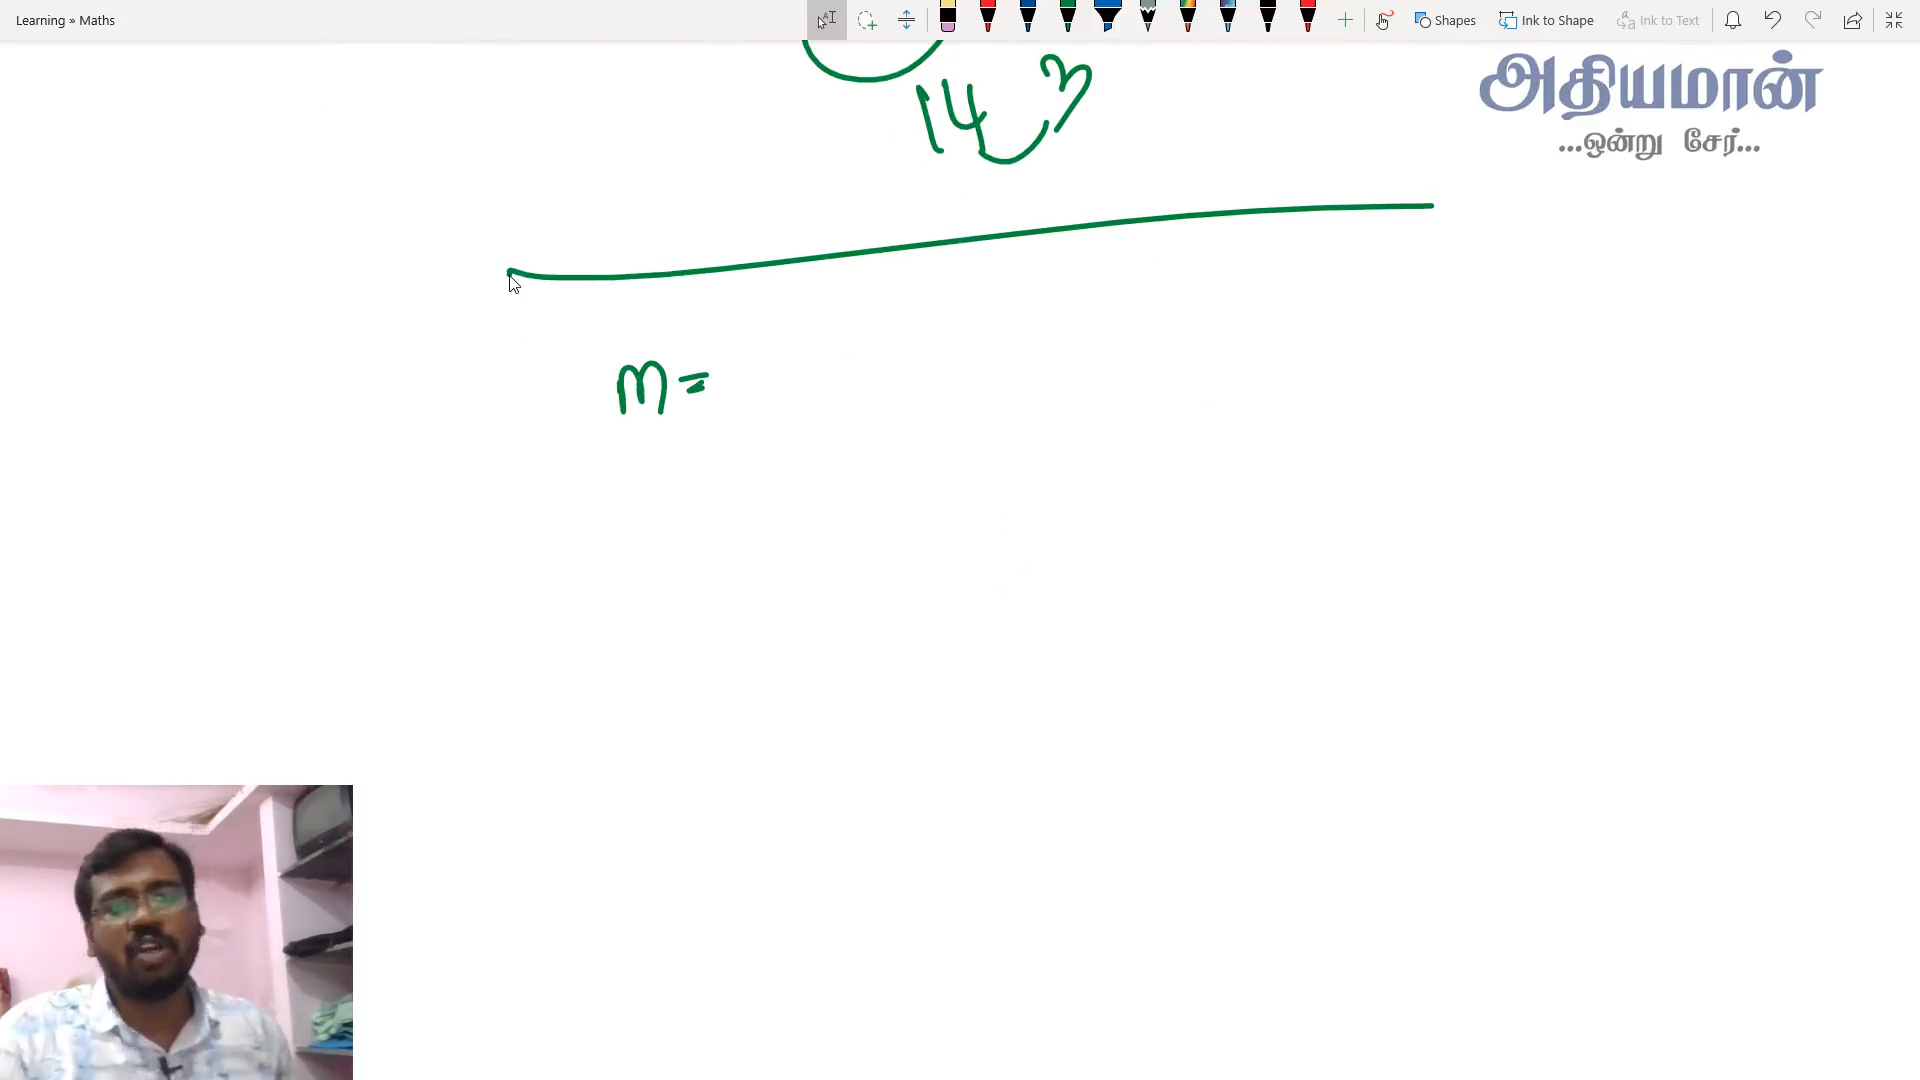 Learning » Maths
Shapes
Ink to Shape
Ink to Text
அதியமான்
...ஒன்று சேர்...
14
m=